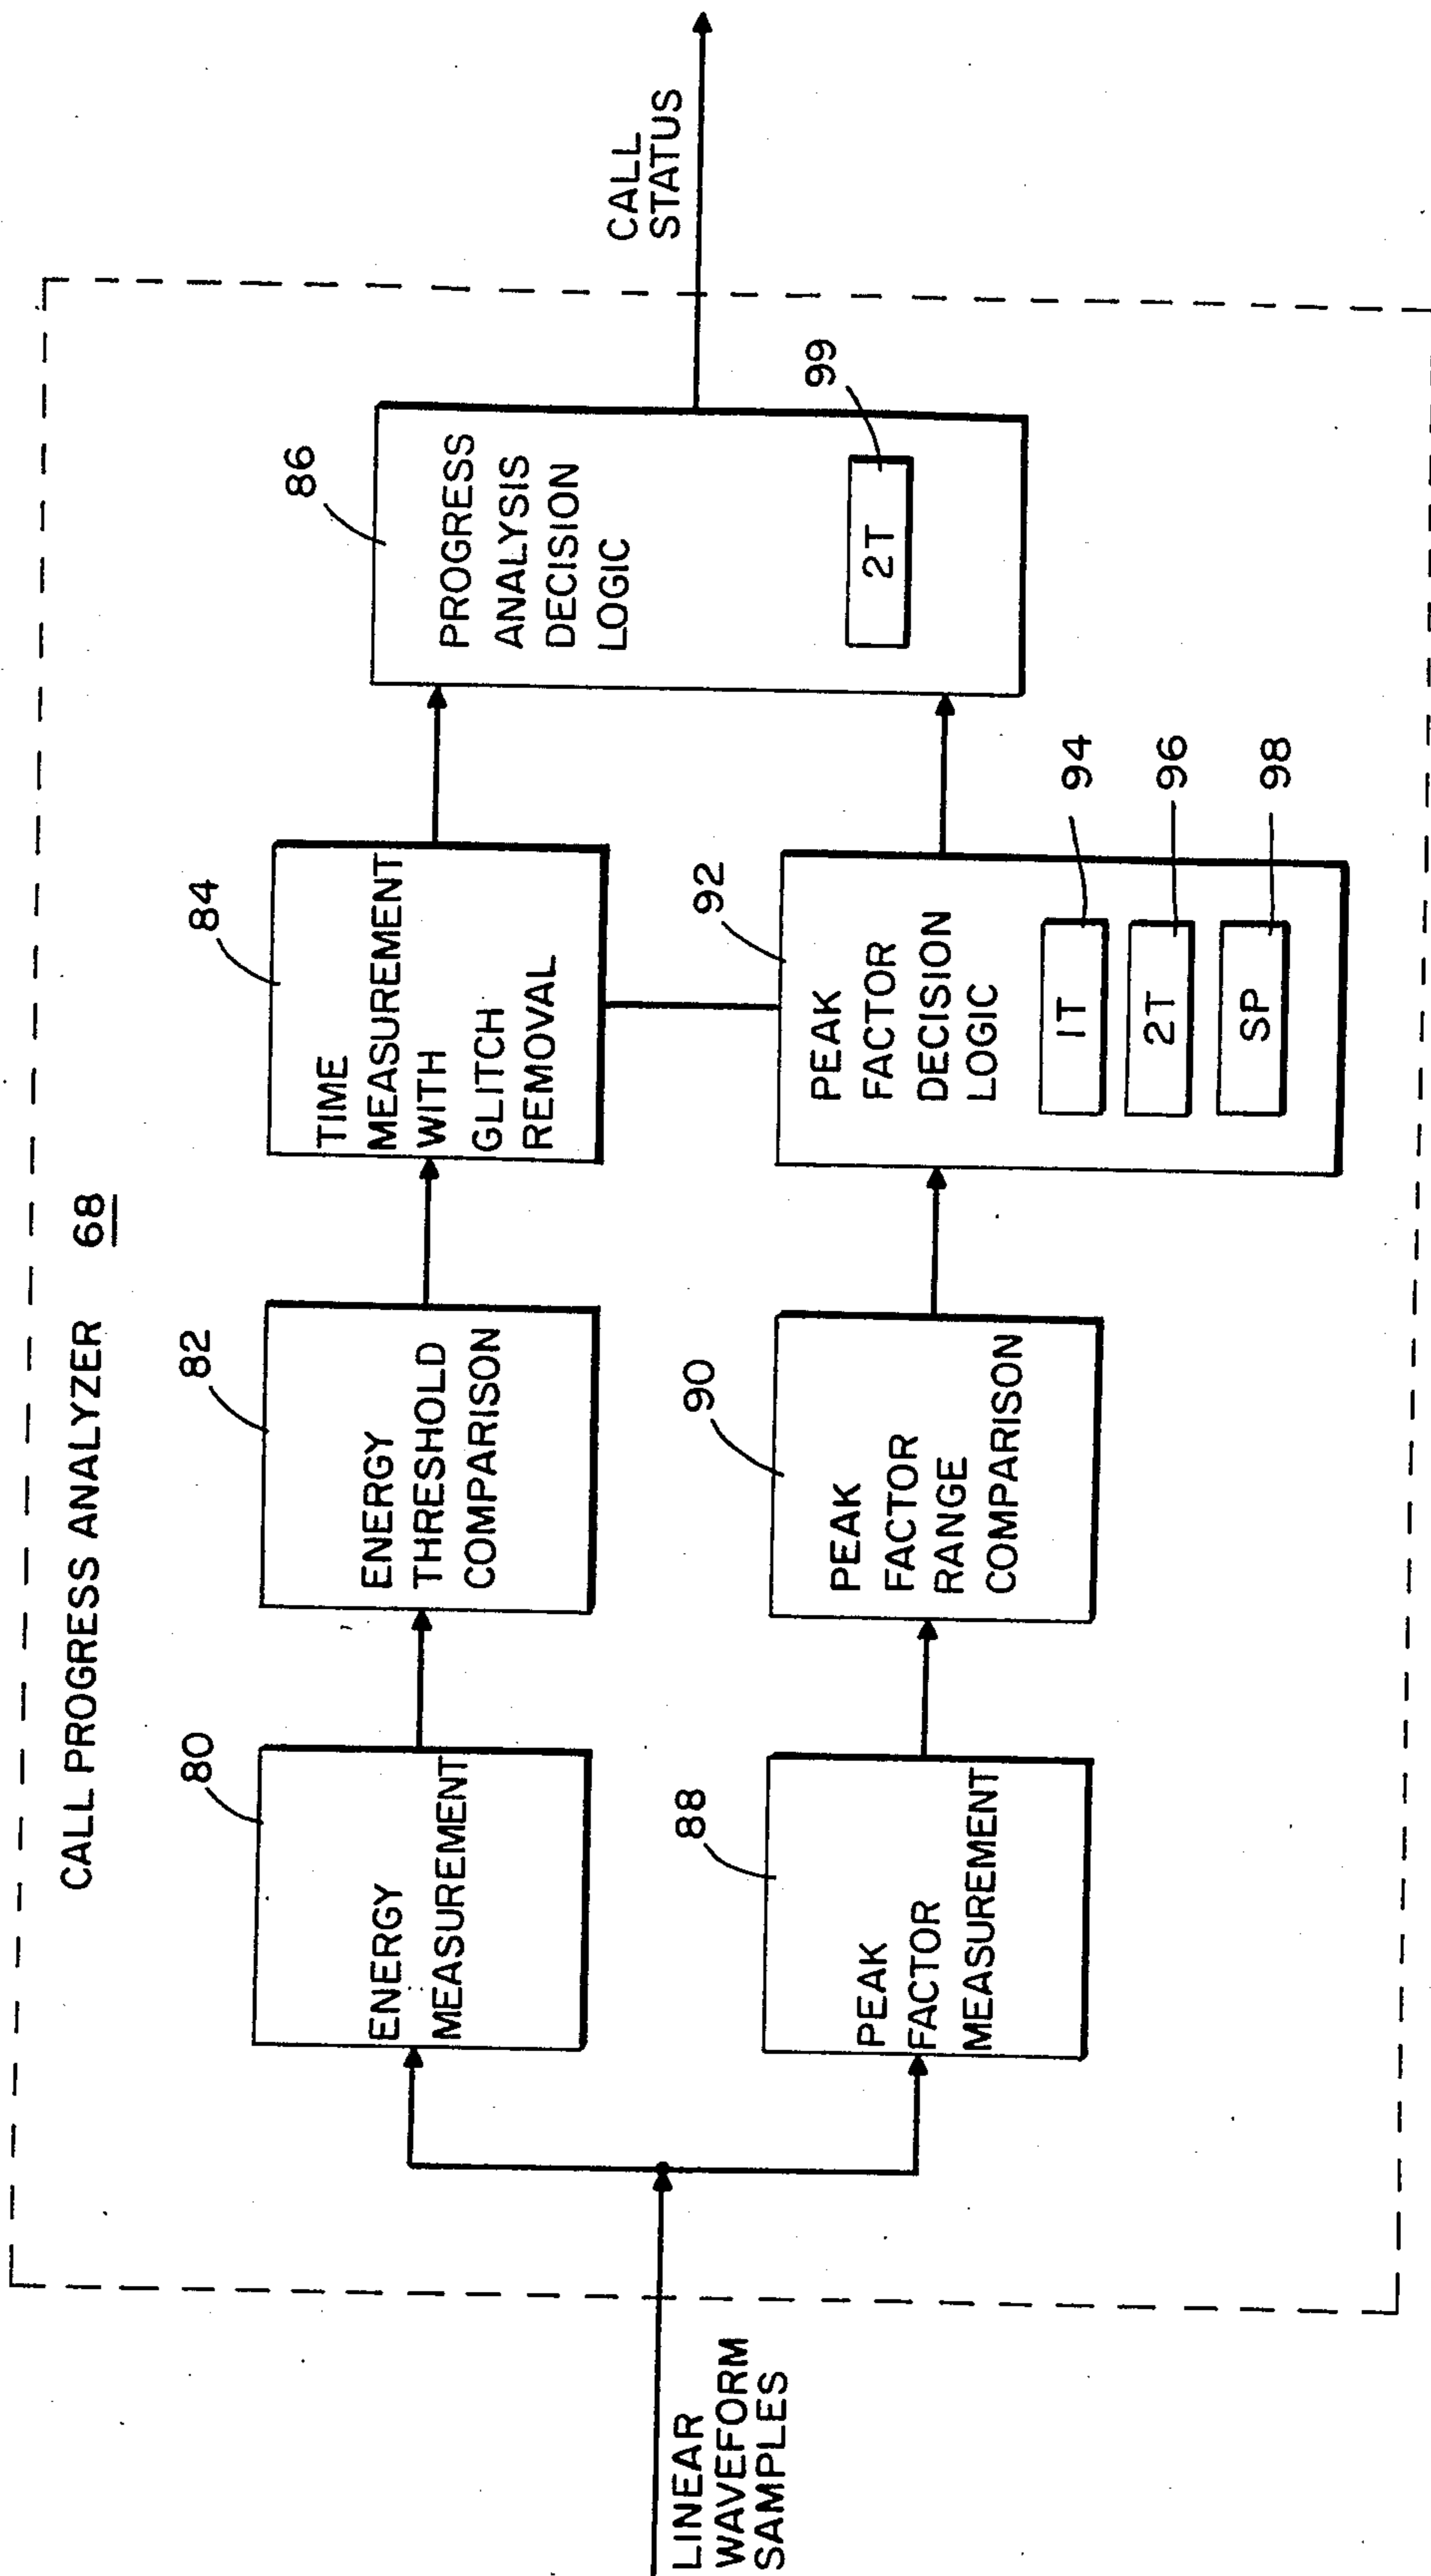 CALL PROGRESS ANALYZER 68
LINEAR
WAVEFORM
SAMPLES
80
ENERGY
MEASUREMENT
82
ENERGY
THRESHOLD
COMPARISON
84
TIME
MEASUREMENT
WITH
GLITCH
REMOVAL
86
PROGRESS
ANALYSIS
DECISION
LOGIC
2T
99
CALL
STATUS
88
PEAK
FACTOR
MEASUREMENT
90
PEAK
FACTOR
RANGE
COMPARISON
92
PEAK
FACTOR
DECISION
LOGIC
1T
94
2T
96
SP
98